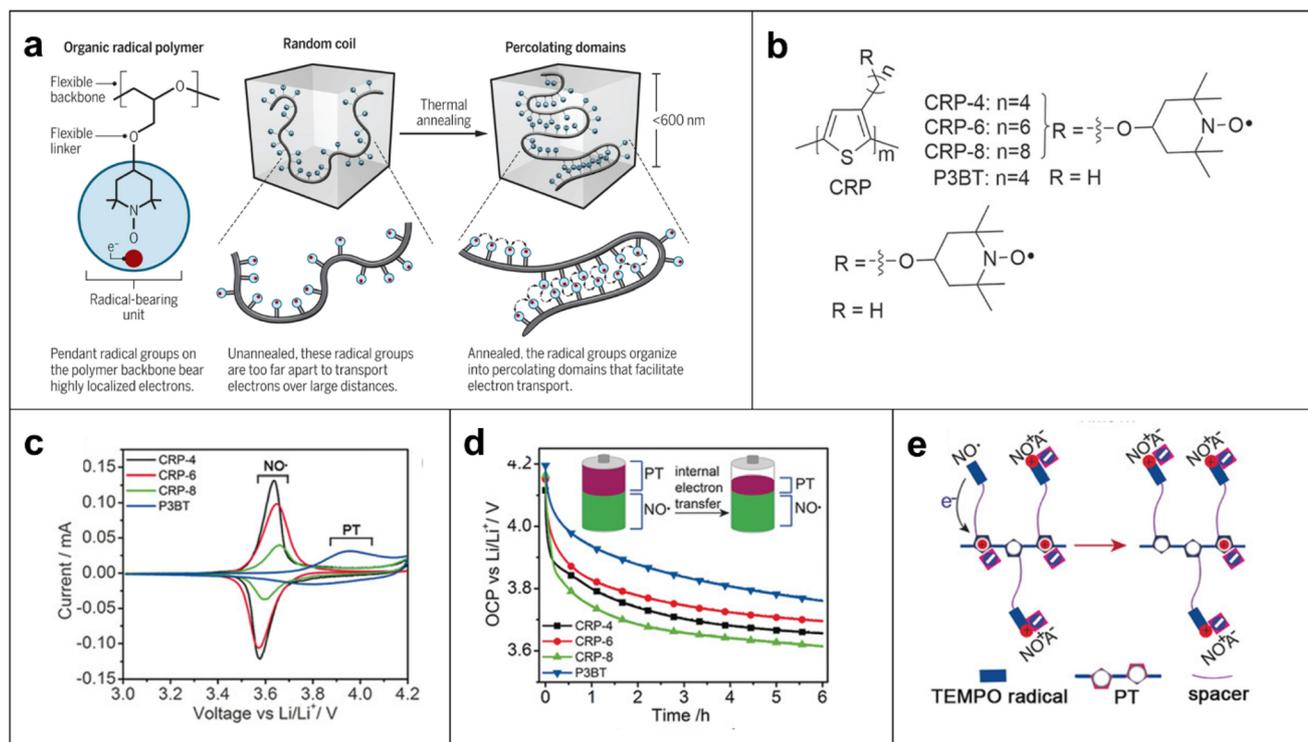 a
Organic radical polymer
Random coil
Percolating domains
Flexible
backbone
O
Flexible
linker
O
N
O
e-
Radical-bearing
unit
Thermal
annealing
<600 nm
Pendant radical groups on
the polymer backbone bear
highly localized electrons.
Unannealed, these radical groups
are too far apart to transport
electrons over large distances.
Annealed, the radical groups organize
into percolating domains that facilitate
electron transport.
b
R
n
S
m
CRP
CRP-4: n=4
CRP-6: n=6
CRP-8: n=8
R = O N-O•
P3BT: n=4 R = H
R = O N-O•
R = H
c
CRP-4
CRP-6
CRP-8
P3BT
NO·
PT
0.15
0.10
0.05
0.00
-0.05
-0.10
-0.15
Current / mA
3.0 3.2 3.4 3.6 3.8 4.0 4.2
Voltage vs Li/Li⁺/ V
d
4.2
4.0
3.8
3.6
OCP vs Li/Li⁺/ V
PT
NO·
internal
electron
transfer
PT
NO·
CRP-4
CRP-6
CRP-8
P3BT
0 1 2 3 4 5 6
Time /h
e
NO·
NO⁺A⁻
NO⁺A⁻
NO⁺A⁻
e⁻
NO⁺A⁻
NO⁺A⁻
TEMPO radical
PT
spacer